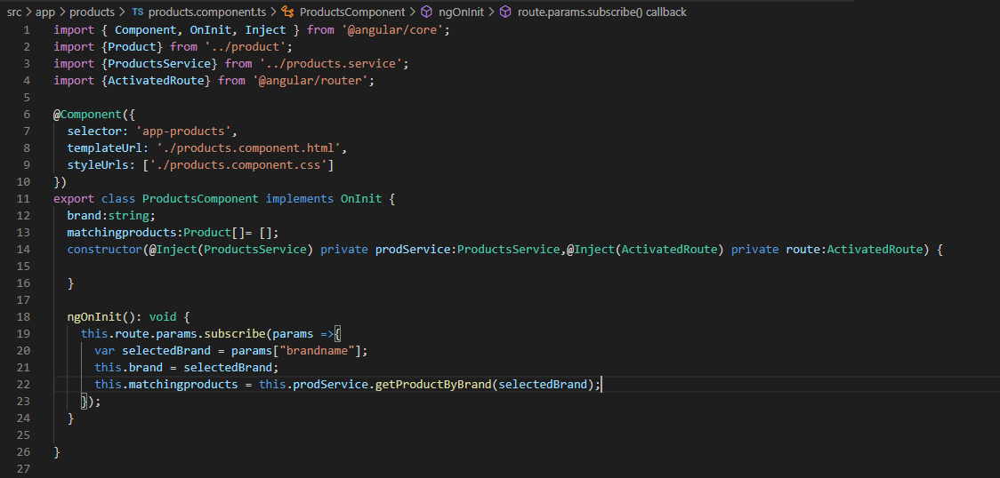 src > app > products > TS products.component.ts > ProductsComponent > ngOnInit > route.params.subscribe() callback
1 import { Component, OnInit, Inject } from '@angular/core';
2 import {Product} from '../product';
3 import {ProductsService} from '../products.service';
4 import {ActivatedRoute} from '@angular/router';
5
6 @Component({
7   selector: 'app-products',
8   templateUrl: './products.component.html',
9   styleUrls: ['./products.component.css']
10 })
11 export class ProductsComponent implements OnInit {
12   brand:string;
13   matchingproducts:Product[]= [];
14   constructor(@Inject(ProductsService) private prodService:ProductsService,@Inject(ActivatedRoute) private route:ActivatedRoute) {
15
16   }
17
18   ngOnInit(): void {
19     this.route.params.subscribe(params =>{
20       var selectedBrand = params["brandname"];
21       this.brand = selectedBrand;
22       this.matchingproducts = this.prodService.getProductByBrand(selectedBrand);
23     });
24   }
25
26 }
27